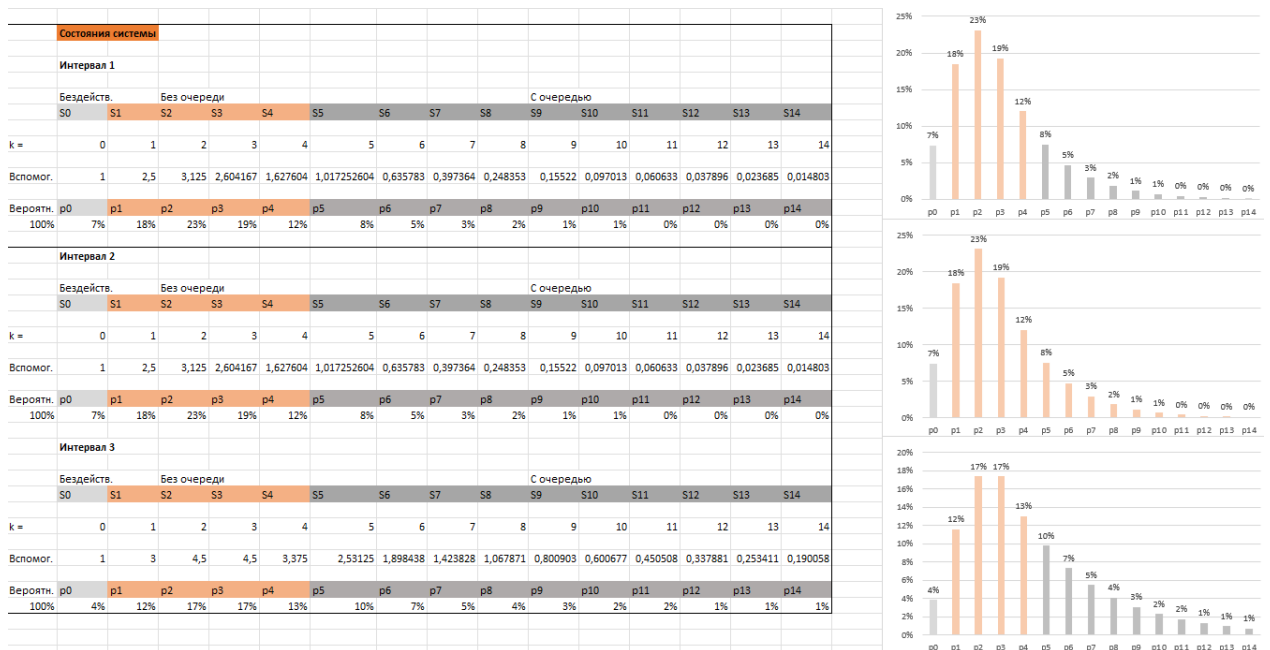 Состояния системы
Интервал 1
Бездейств. Без очереди С очередью
S0 S1 S2 S3 S4 S5 S6 S7 S8 S9 S10 S11 S12 S13 S14
k = 0 1 2 3 4 5 6 7 8 9 10 11 12 13 14
Вспомог. 1 2,5 3,125 2,604167 1,627604 1,017252604 0,635783 0,397364 0,248353 0,15522 0,097013 0,060633 0,037896 0,023685 0,014803
Вероятн. p0 p1 p2 p3 p4 p5 p6 p7 p8 p9 p10 p11 p12 p13 p14
100% 7% 18% 23% 19% 12% 8% 5% 3% 2% 1% 1% 0% 0% 0% 0%
Интервал 2
Бездейств. Без очереди С очередью
S0 S1 S2 S3 S4 S5 S6 S7 S8 S9 S10 S11 S12 S13 S14
k = 0 1 2 3 4 5 6 7 8 9 10 11 12 13 14
Вспомог. 1 2,5 3,125 2,604167 1,627604 1,017252604 0,635783 0,397364 0,248353 0,15522 0,097013 0,060633 0,037896 0,023685 0,014803
Вероятн. p0 p1 p2 p3 p4 p5 p6 p7 p8 p9 p10 p11 p12 p13 p14
100% 7% 18% 23% 19% 12% 8% 5% 3% 2% 1% 1% 0% 0% 0% 0%
Интервал 3
Бездейств. Без очереди С очередью
S0 S1 S2 S3 S4 S5 S6 S7 S8 S9 S10 S11 S12 S13 S14
k = 0 1 2 3 4 5 6 7 8 9 10 11 12 13 14
Вспомог. 1 3 4,5 4,5 3,375 2,53125 1,898438 1,423828 1,067871 0,800903 0,600677 0,450508 0,337881 0,253411 0,190058
Вероятн. p0 p1 p2 p3 p4 p5 p6 p7 p8 p9 p10 p11 p12 p13 p14
100% 4% 12% 17% 17% 13% 10% 7% 5% 4% 3% 2% 2% 1% 1% 1%
25%
20%
15%
10%
5%
0%
7% 18% 23% 19% 12% 8% 5% 3% 2% 1% 1% 0% 0% 0% 0%
p0 p1 p2 p3 p4 p5 p6 p7 p8 p9 p10 p11 p12 p13 p14
25%
20%
15%
10%
5%
0%
7% 18% 23% 19% 12% 8% 5% 3% 2% 1% 1% 0% 0% 0% 0%
p0 p1 p2 p3 p4 p5 p6 p7 p8 p9 p10 p11 p12 p13 p14
20%
18%
16%
14%
12%
10%
8%
6%
4%
2%
0%
4% 12% 17% 17% 13% 10% 7% 5% 4% 3% 2% 2% 1% 1% 1%
p0 p1 p2 p3 p4 p5 p6 p7 p8 p9 p10 p11 p12 p13 p14